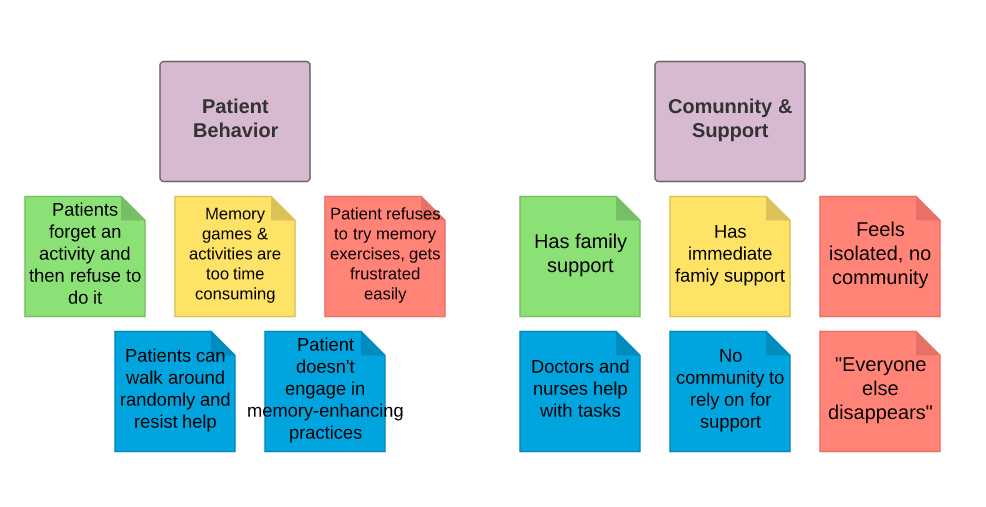 Patient
Behavior
Comunnity &
Support
Patients
forget an
activity and
then refuse to
do it
Memory
games &
activities are
too time
consuming
Patient refuses
to try memory
exercises, gets
frustrated
easily
Has family
support
Has
immediate
famiy support
Feels
isolated, no
community
Patients can
walk around
randomly and
resist help
Patient
doesn't
engage in
memory-enhancing
practices
Doctors and
nurses help
with tasks
No
community to
rely on for
support
"Everyone
else
disappears"